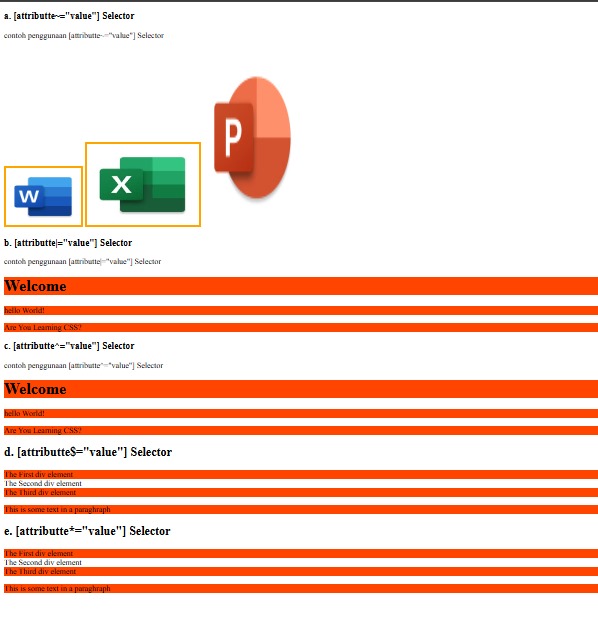 a. [attributte~="value"] Selector
contoh penggunaan [attributte~="value"] Selector
W X P
b. [attributte|="value"] Selector
contoh penggunaan [attributte|="value"] Selector
Welcome
hello World!
Are You Learning CSS?
c. [attributte^="value"] Selector
contoh penggunaan [attributte^="value"] Selector
Welcome
hello World!
Are You Learning CSS?
d. [attributte$="value"] Selector
The First div element
The Second div element
The Third div element
This is some text in a paraghraph
e. [attributte*="value"] Selector
The First div element
The Second div element
The Third div element
This is some text in a paraghraph